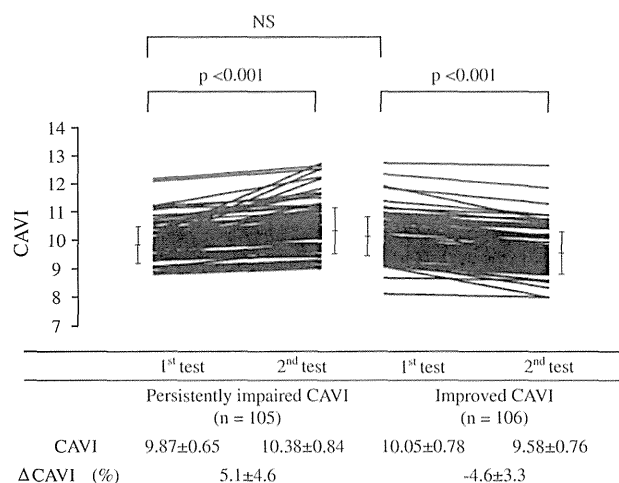 NS
p <0.001
p <0.001
CAVI
14
13
12
11
10
9
8
7
1st test 2nd test 1st test 2nd test
Persistently impaired CAVI Improved CAVI
(n = 105) (n = 106)
CAVI 9.87±0.65 10.38±0.84 10.05±0.78 9.58±0.76
ΔCAVI (%) 5.1±4.6 -4.6±3.3